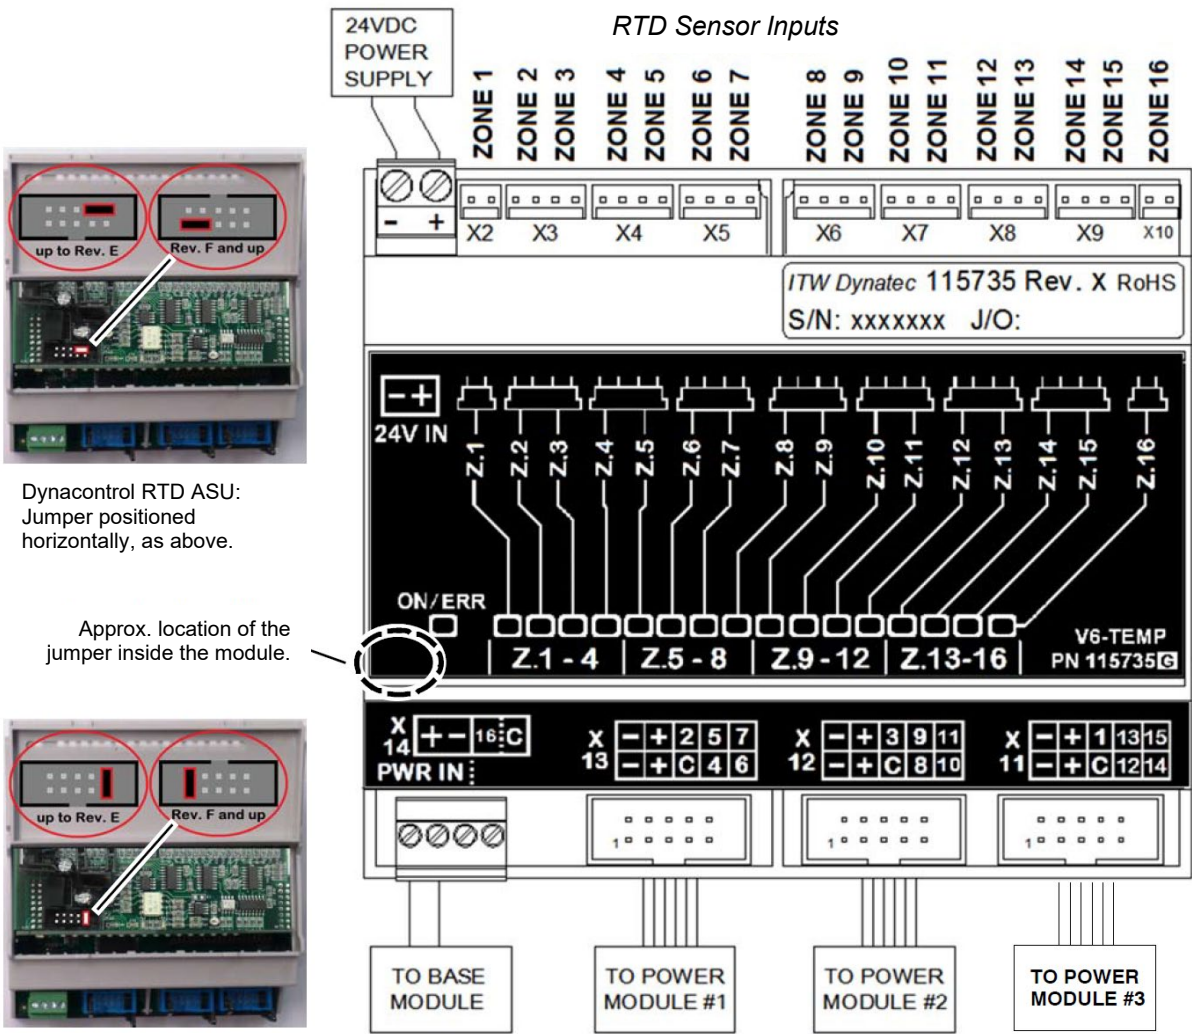 24VDC
POWER
SUPPLY
RTD Sensor Inputs
ZONE 1
ZONE 2
ZONE 3
ZONE 4
ZONE 5
ZONE 6
ZONE 7
ZONE 8
ZONE 9
ZONE 10
ZONE 11
ZONE 12
ZONE 13
ZONE 14
ZONE 15
ZONE 16
- +
X2 X3 X4 X5 X6 X7 X8 X9 X10
up to Rev. E
Rev. F and up
ITW Dynatec 115735 Rev. X RoHS
S/N: xxxxxxx J/O:
Dynacontrol RTD ASU:
Jumper positioned
horizontally, as above.
- +
24V IN
Z.1
Z.2
Z.3
Z.4
Z.5
Z.6
Z.7
Z.8
Z.9
Z.10
Z.11
Z.12
Z.13
Z.14
Z.15
Z.16
ON/ERR
Approx. location of the
jumper inside the module.
Z.1 - 4 Z.5 - 8 Z.9 - 12 Z.13-16
V6-TEMP
PN 115735 G
X
14
+ - 16 C
PWR IN
X
13
- + 2 5 7
- + C 4 6
X
12
- + 3 9 11
- + C 8 10
X
11
- + 1 13 15
- + C 12 14
up to Rev. E
Rev. F and up
1
1
1
TO BASE
MODULE
TO POWER
MODULE #1
TO POWER
MODULE #2
TO POWER
MODULE #3